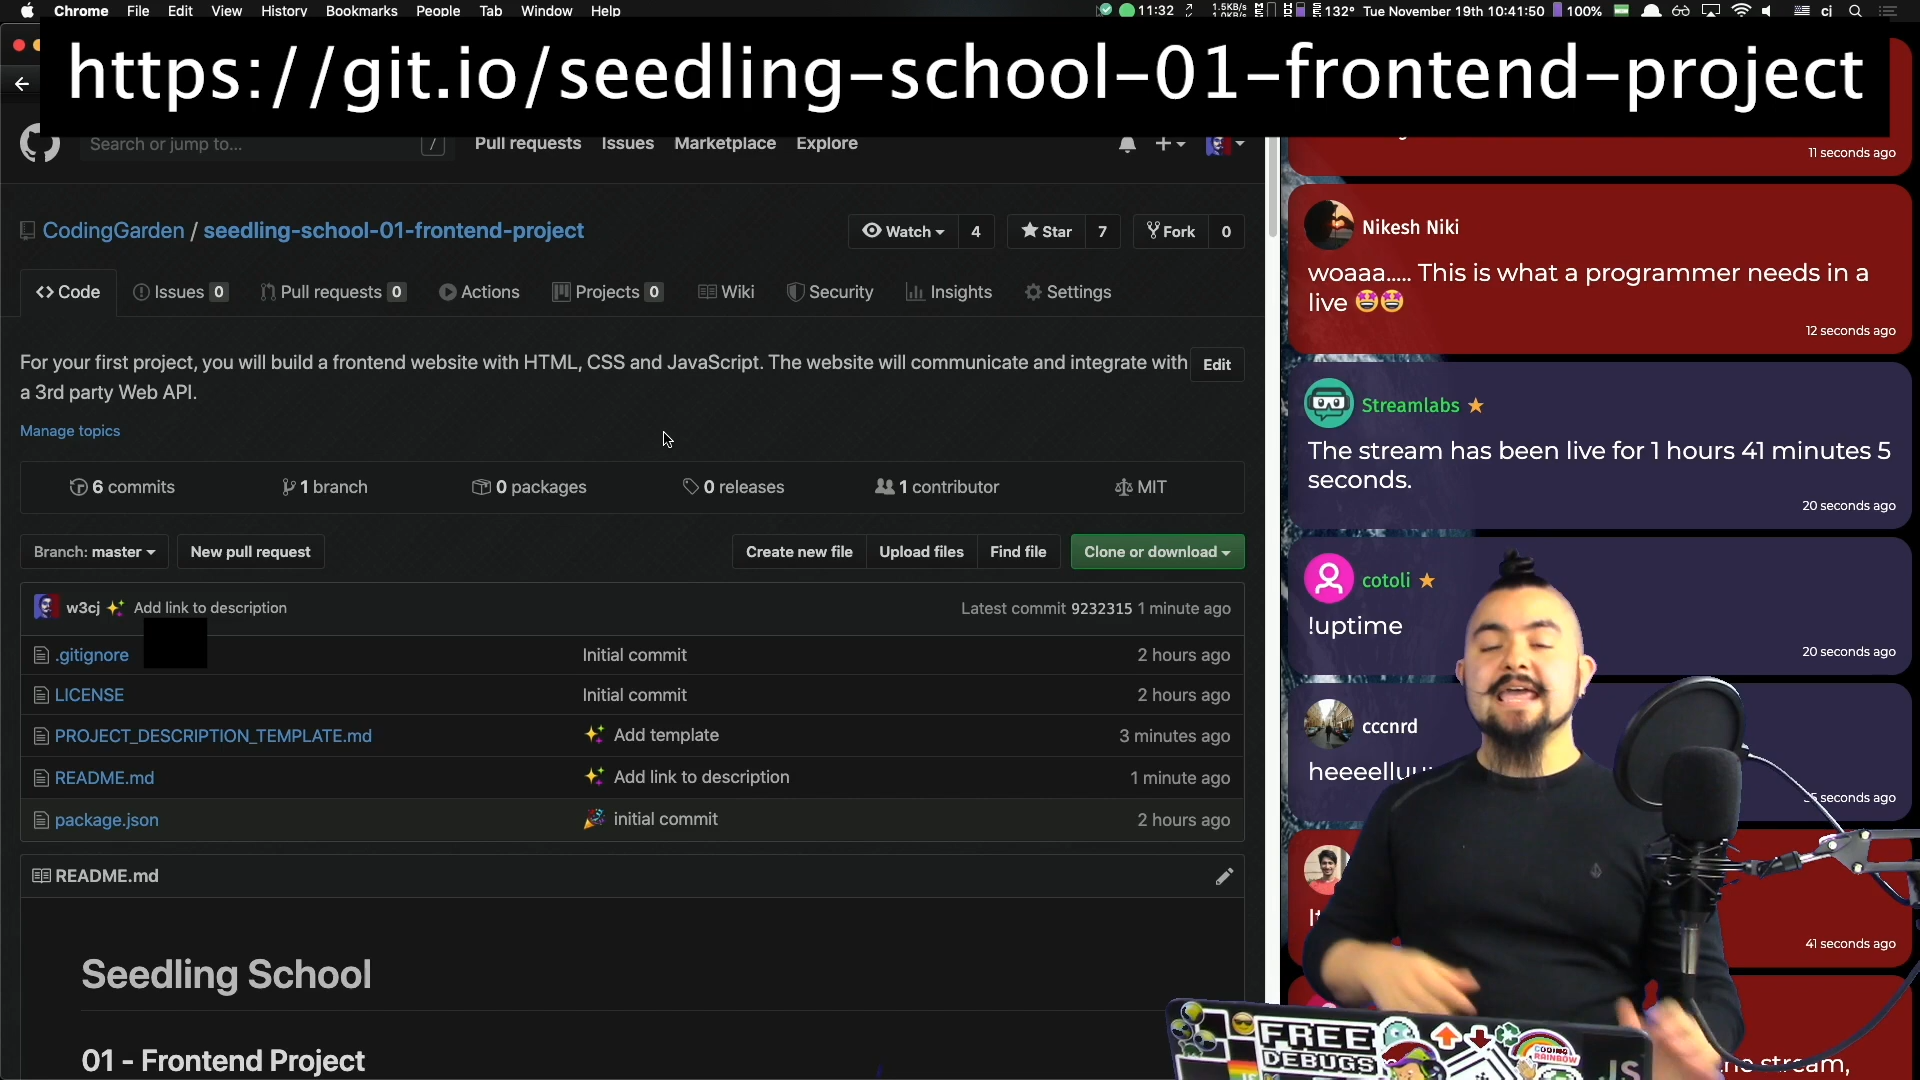 Chrome File Edit View History Bookmarks People Tab Window Help
11:32 1.5KB/s 132° Tue November 19th 10:41:50 100% cj
https://git.io/seedling-school-01-frontend-project
Search or jump to... / Pull requests Issues Marketplace Explore
CodingGarden / seedling-school-01-frontend-project
Watch 4 Star 7 Fork 0
Code Issues 0 Pull requests 0 Actions Projects 0 Wiki Security Insights Settings
For your first project, you will build a frontend website with HTML, CSS and JavaScript. The website will communicate and integrate with
a 3rd party Web API.
Edit
Manage topics
6 commits 1 branch 0 packages 0 releases 1 contributor MIT
Branch: master New pull request Create new file Upload files Find file Clone or download
w3cj ✨ Add link to description Latest commit 9232315 1 minute ago
.gitignore Initial commit 2 hours ago
LICENSE Initial commit 2 hours ago
PROJECT_DESCRIPTION_TEMPLATE.md ✨ Add template 3 minutes ago
README.md ✨ Add link to description 1 minute ago
package.json 🎉 initial commit 2 hours ago
README.md
Seedling School
01 - Frontend Project
11 seconds ago
Nikesh Niki
woaaa..... This is what a programmer needs in a
live 🤩🤩
12 seconds ago
Streamlabs
The stream has been live for 1 hours 41 minutes 5
seconds.
20 seconds ago
cotoli
!uptime
20 seconds ago
cccnrd
seconds ago
41 seconds ago
stream,
FREE
DEBUGS
CODING
RAINBOW
JS